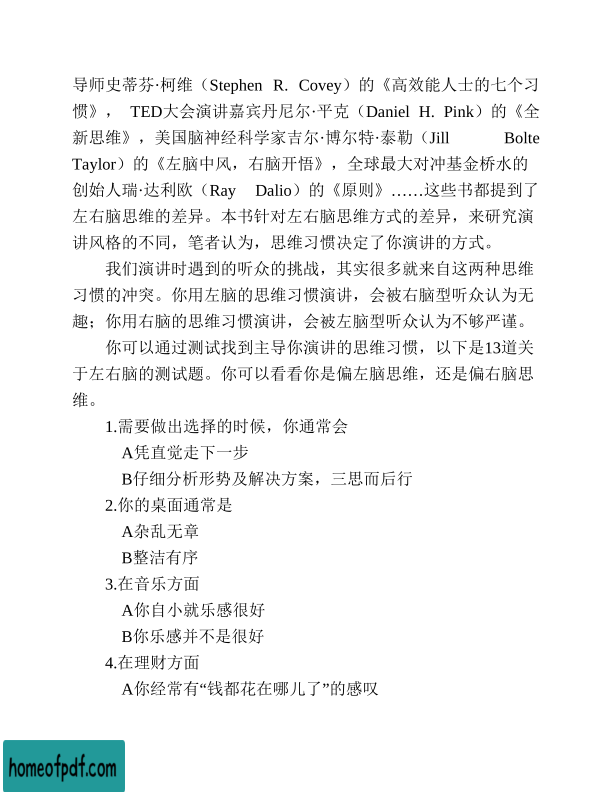 导师史蒂芬·柯维（Stephen R. Covey）的《高效能人士的七个习
惯》， TED大会演讲嘉宾丹尼尔·平克（Daniel H. Pink）的《全
新思维》，美国脑神经科学家吉尔·博尔特·泰勒（Jill Bolte
Taylor）的《左脑中风，右脑开悟》，全球最大对冲基金桥水的
创始人瑞·达利欧（Ray Dalio）的《原则》……这些书都提到了
左右脑思维的差异。本书针对左右脑思维方式的差异，来研究演
讲风格的不同，笔者认为，思维习惯决定了你演讲的方式。
我们演讲时遇到的听众的挑战，其实很多就来自这两种思维
习惯的冲突。你用左脑的思维习惯演讲，会被右脑型听众认为无
趣；你用右脑的思维习惯演讲，会被左脑型听众认为不够严谨。
你可以通过测试找到主导你演讲的思维习惯，以下是13道关
于左右脑的测试题。你可以看看你是偏左脑思维，还是偏右脑思
维。
1.需要做出选择的时候，你通常会
A凭直觉走下一步
B仔细分析形势及解决方案，三思而后行
2.你的桌面通常是
A杂乱无章
B整洁有序
3.在音乐方面
A你自小就乐感很好
B你乐感并不是很好
4.在理财方面
A你经常有“钱都花在哪儿了”的感叹
homeofpdf.com